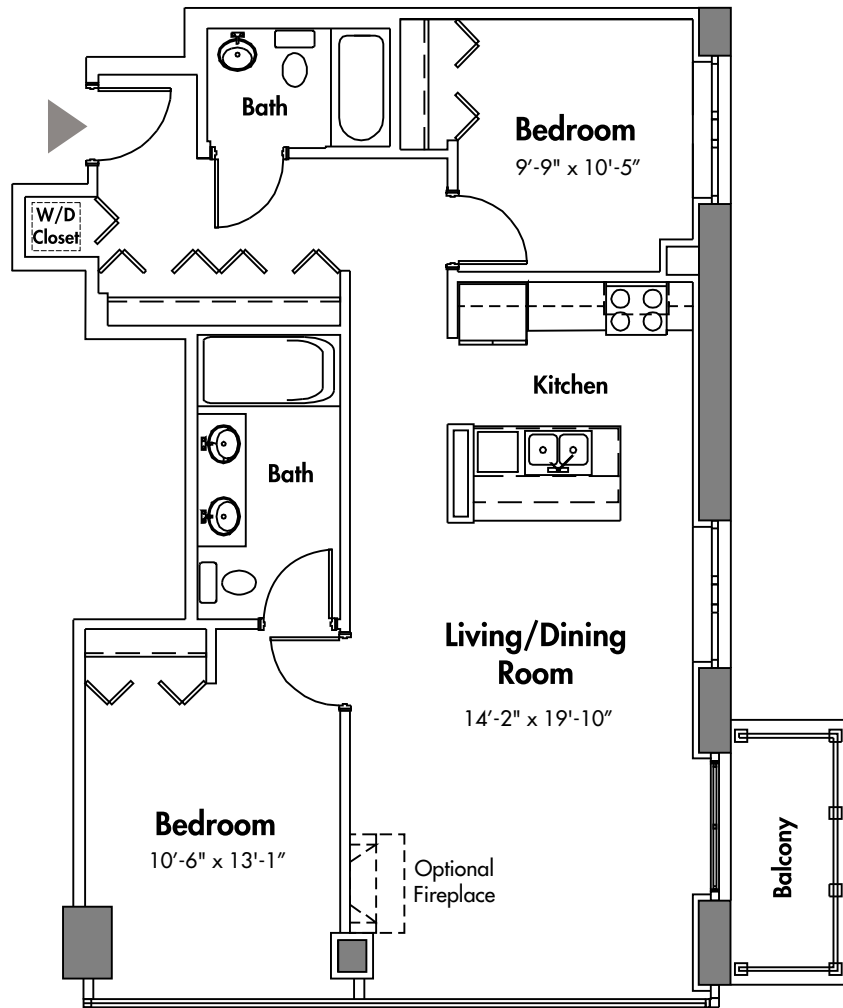 Bath
Bedroom
9’-9" x 10'-5”
W/D
Closet
Kitchen
Bath
Living/Dining
Room
14’-2" x 19'-10”
Bedroom
10’-6" x 13'-1”
Optional
Fireplace
Balcony